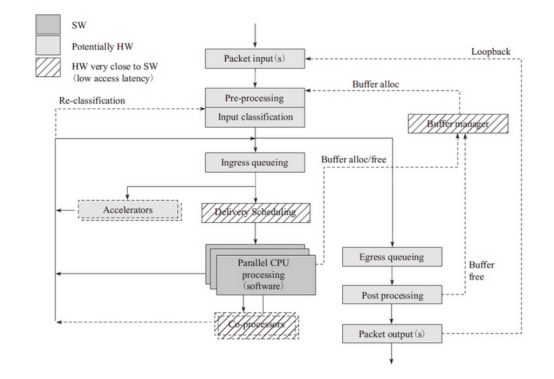 SW
Potentially HW
HW very close to SW
(low access latency)
Packet input(s)
Loopback
Pre-processing
Buffer alloc
Input classification
Re-classification
Buffer manager
Ingress queueing
Buffer alloc/free
Accelerators
Delivery Scheduling
Parallel CPU
processing
(software)
Egress queueing
Buffer
free
Post processing
Co-processors
Packet output(s)